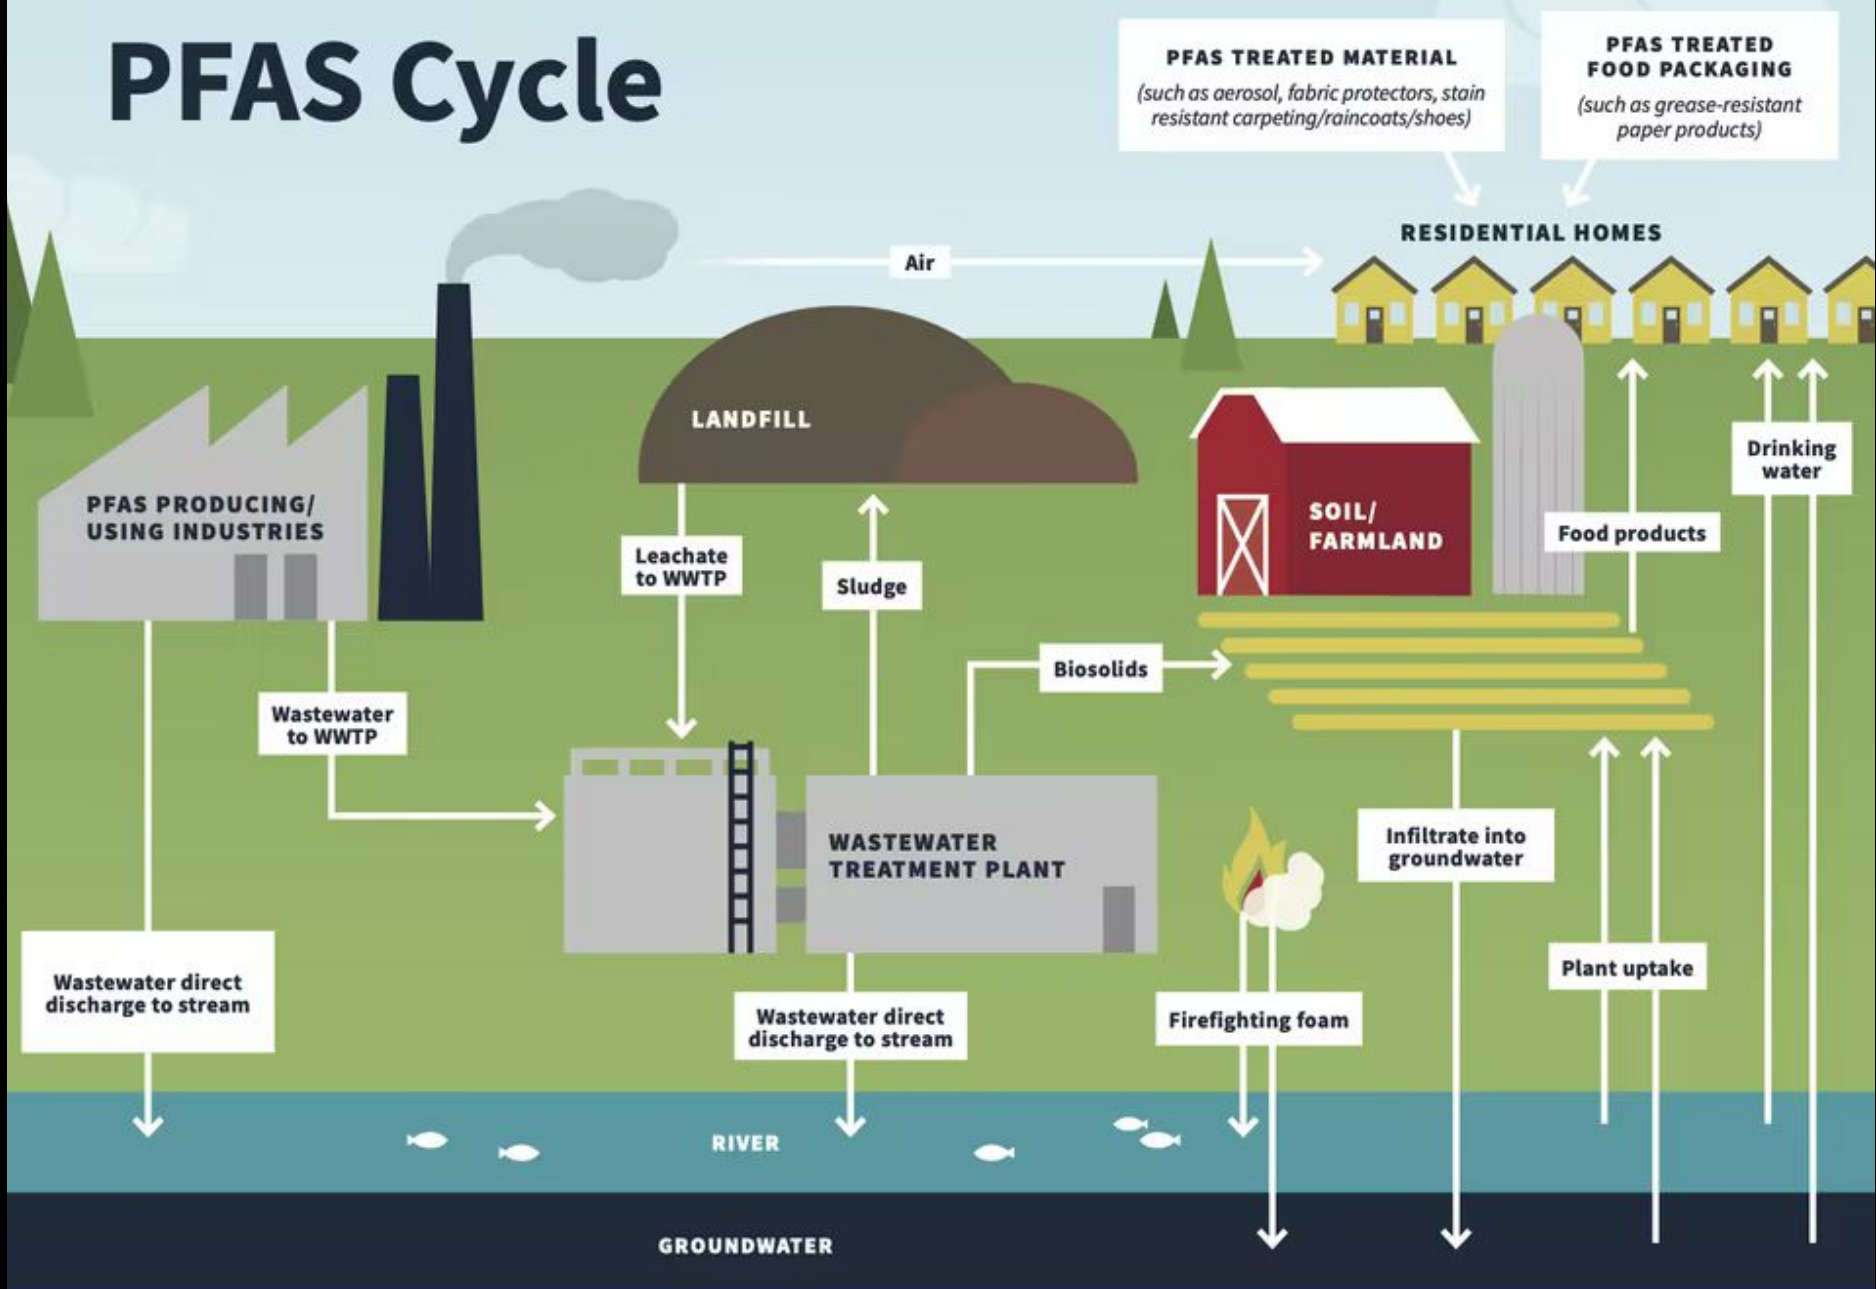 PFAS Cycle
PFAS TREATED MATERIAL
(such as aerosol, fabric protectors, stain
resistant carpeting/raincoats/shoes)
PFAS TREATED
FOOD PACKAGING
(such as grease-resistant
paper products)
RESIDENTIAL HOMES
Air
LANDFILL
PFAS PRODUCING/
USING INDUSTRIES
Leachate
to WWTP
Sludge
SOIL/
FARMLAND
Food products
Drinking
water
Biosolids
Wastewater
to WWTP
WASTEWATER
TREATMENT PLANT
Infiltrate into
groundwater
Plant uptake
Wastewater direct
discharge to stream
Wastewater direct
discharge to stream
Firefighting foam
RIVER
GROUNDWATER